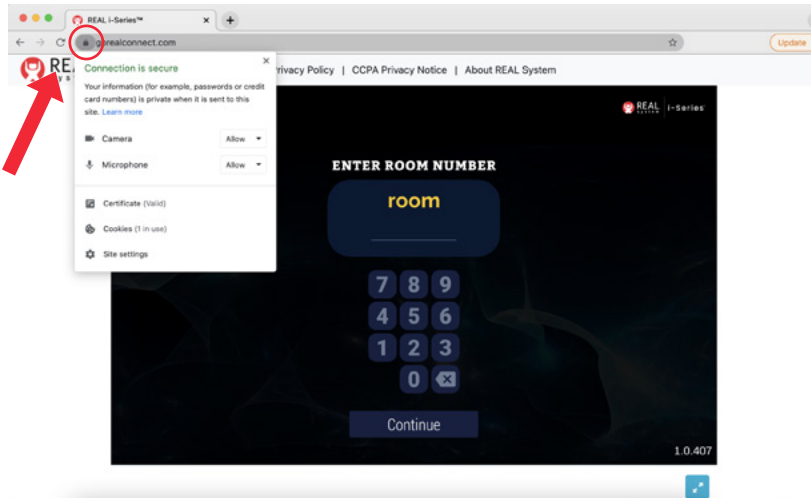 REAL i-Series™
gorealconnect.com
Update
rivacy Policy | CCPA Privacy Notice | About REAL System
Connection is secure
Your information (for example, passwords or credit
card numbers) is private when it is sent to this
site. Learn more
Camera Allow
Microphone Allow
Certificate (Valid)
Cookies (1 in use)
Site settings
REAL system i-Series
ENTER ROOM NUMBER
room
7 8 9
4 5 6
1 2 3
0
Continue
1.0.407